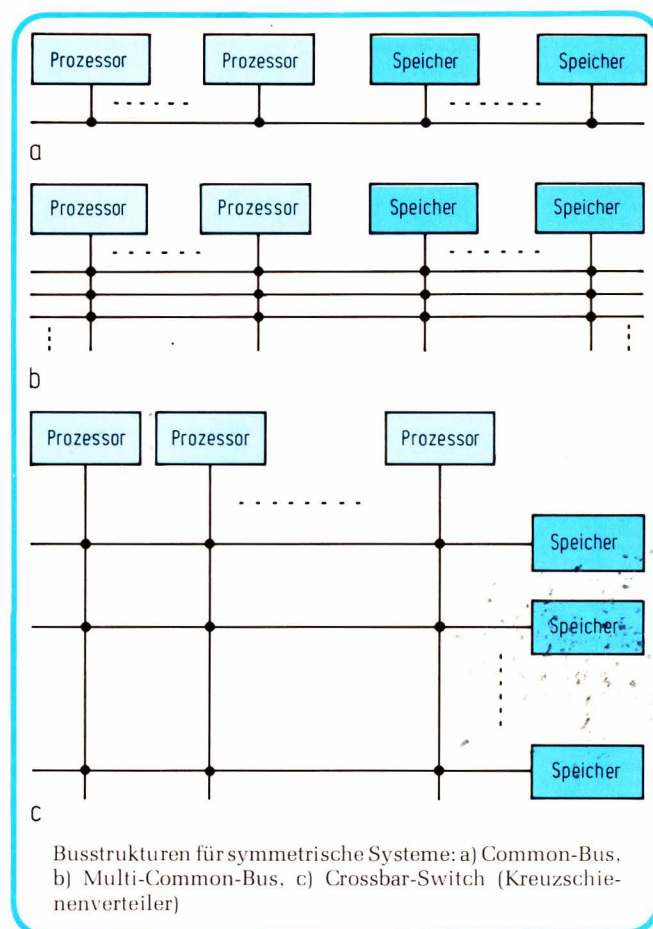 Prozessor Prozessor Speicher Speicher
a
Prozessor Prozessor Speicher Speicher
b
Prozessor Prozessor Prozessor
Speicher
Speicher
Speicher
c
Busstrukturen für symmetrische Systeme: a) Common-Bus,
b) Multi-Common-Bus, c) Crossbar-Switch (Kreuzschie-
nenverteiler)